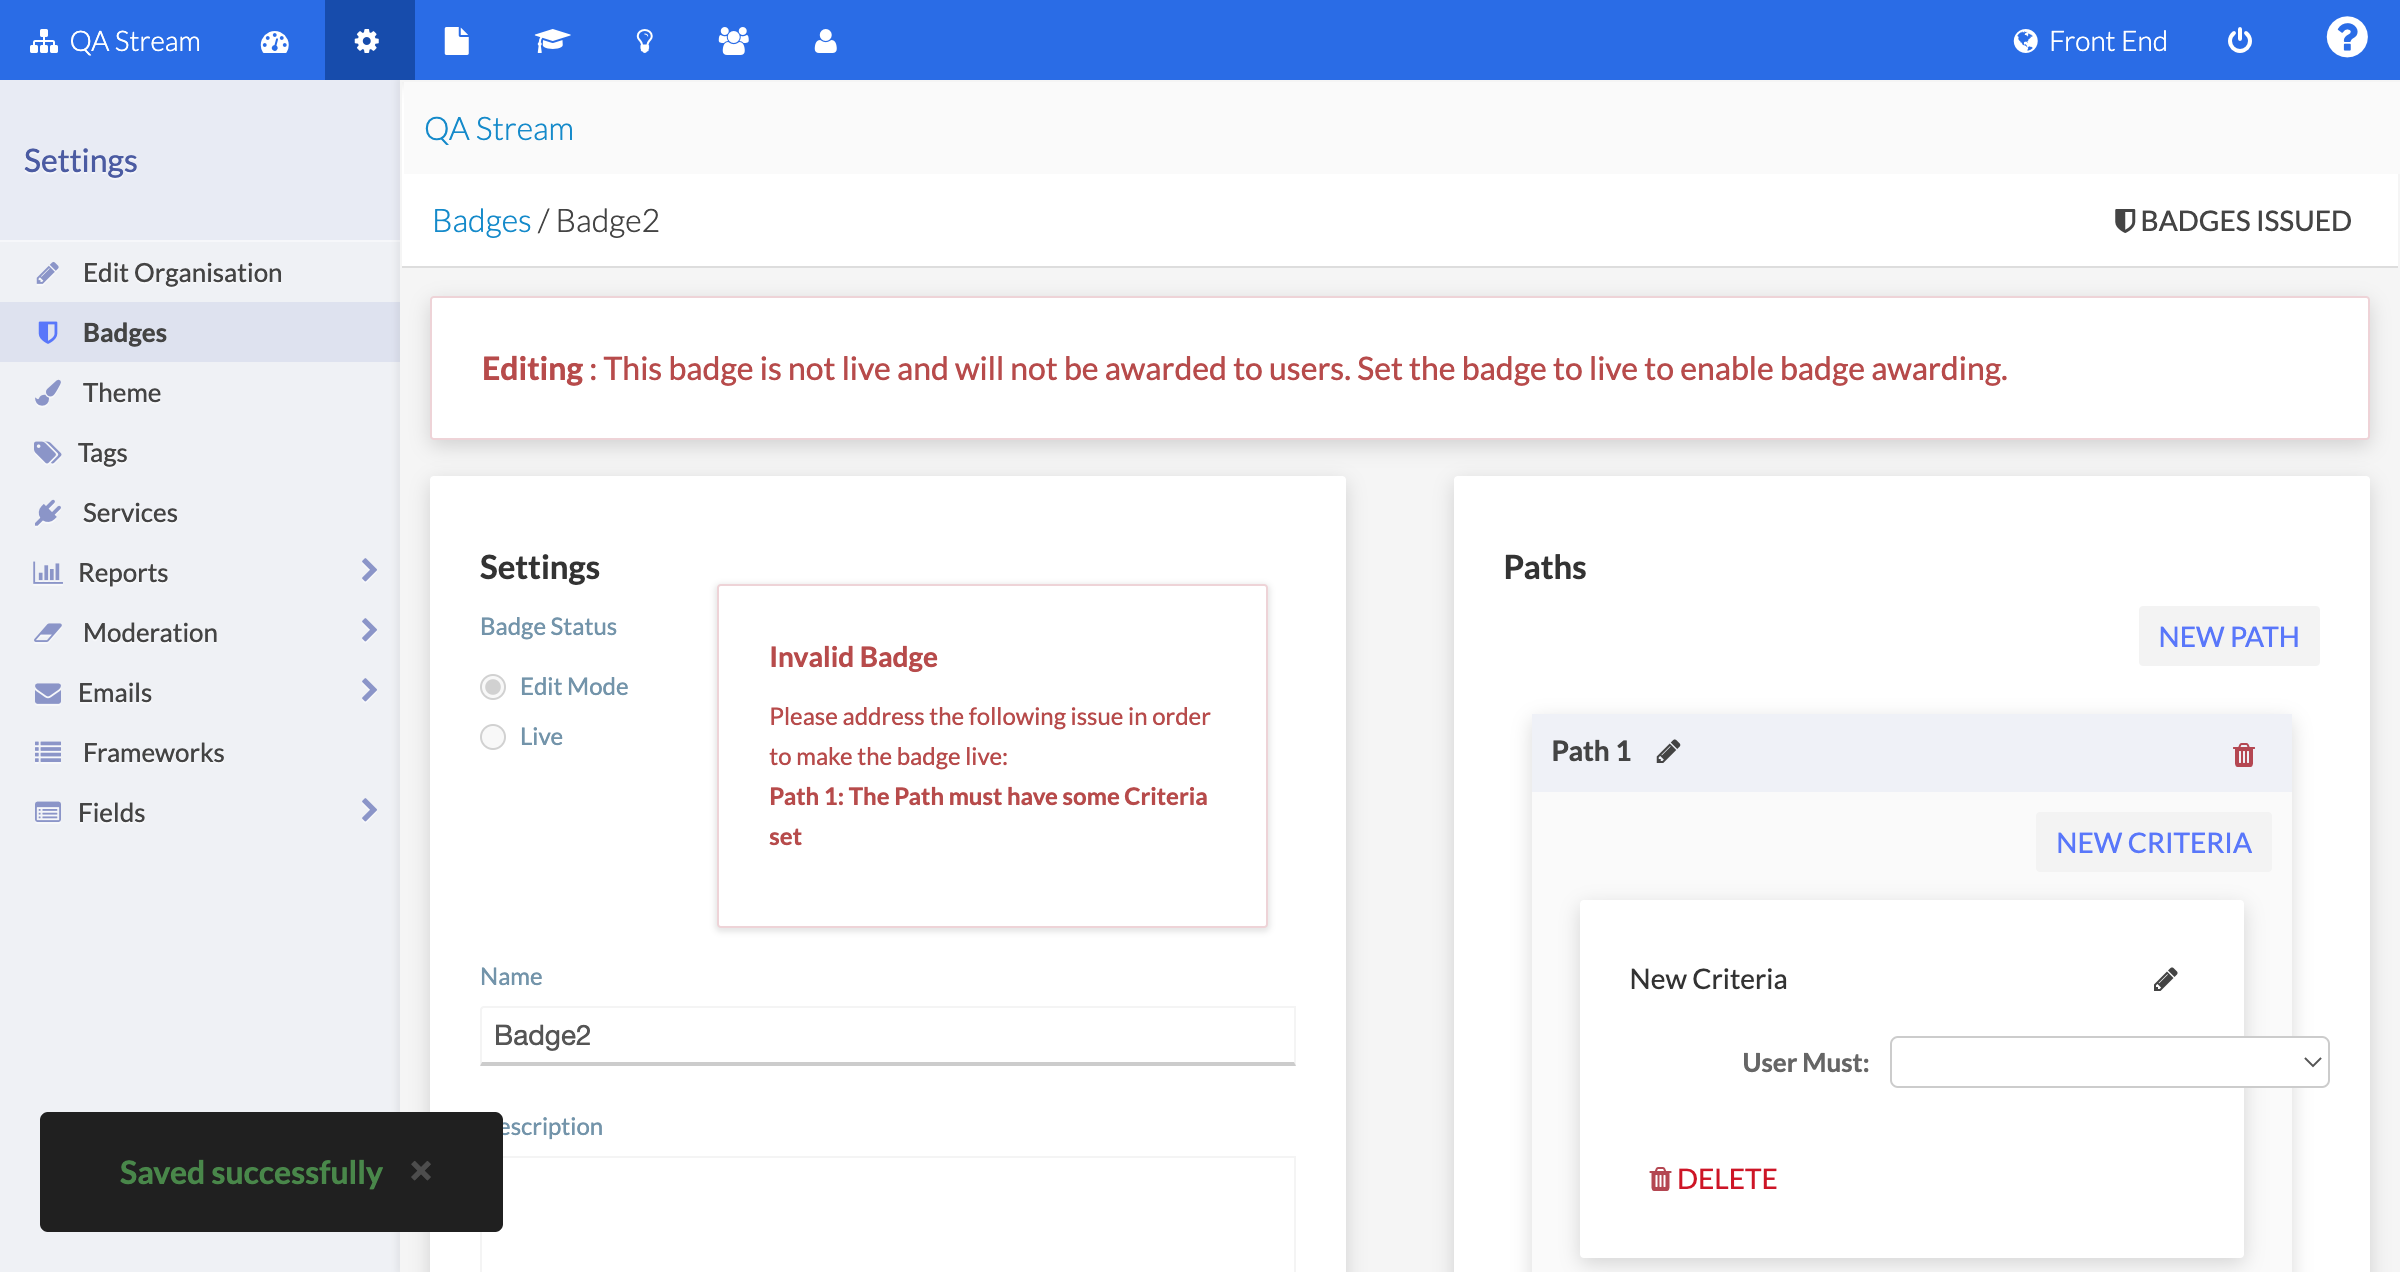 QA Stream
Front End
Settings
Edit Organisation
Badges
Theme
Tags
Services
Reports
Moderation
Emails
Frameworks
Fields
QA Stream
Badges / Badge2
BADGES ISSUED
Editing : This badge is not live and will not be awarded to users. Set the badge to live to enable badge awarding.
Settings
Badge Status
Edit Mode
Live
Invalid Badge
Please address the following issue in order
to make the badge live:
Path 1: The Path must have some Criteria
set
Name
Badge2
escription
Saved successfully
Paths
NEW PATH
Path 1
NEW CRITERIA
New Criteria
User Must:
DELETE